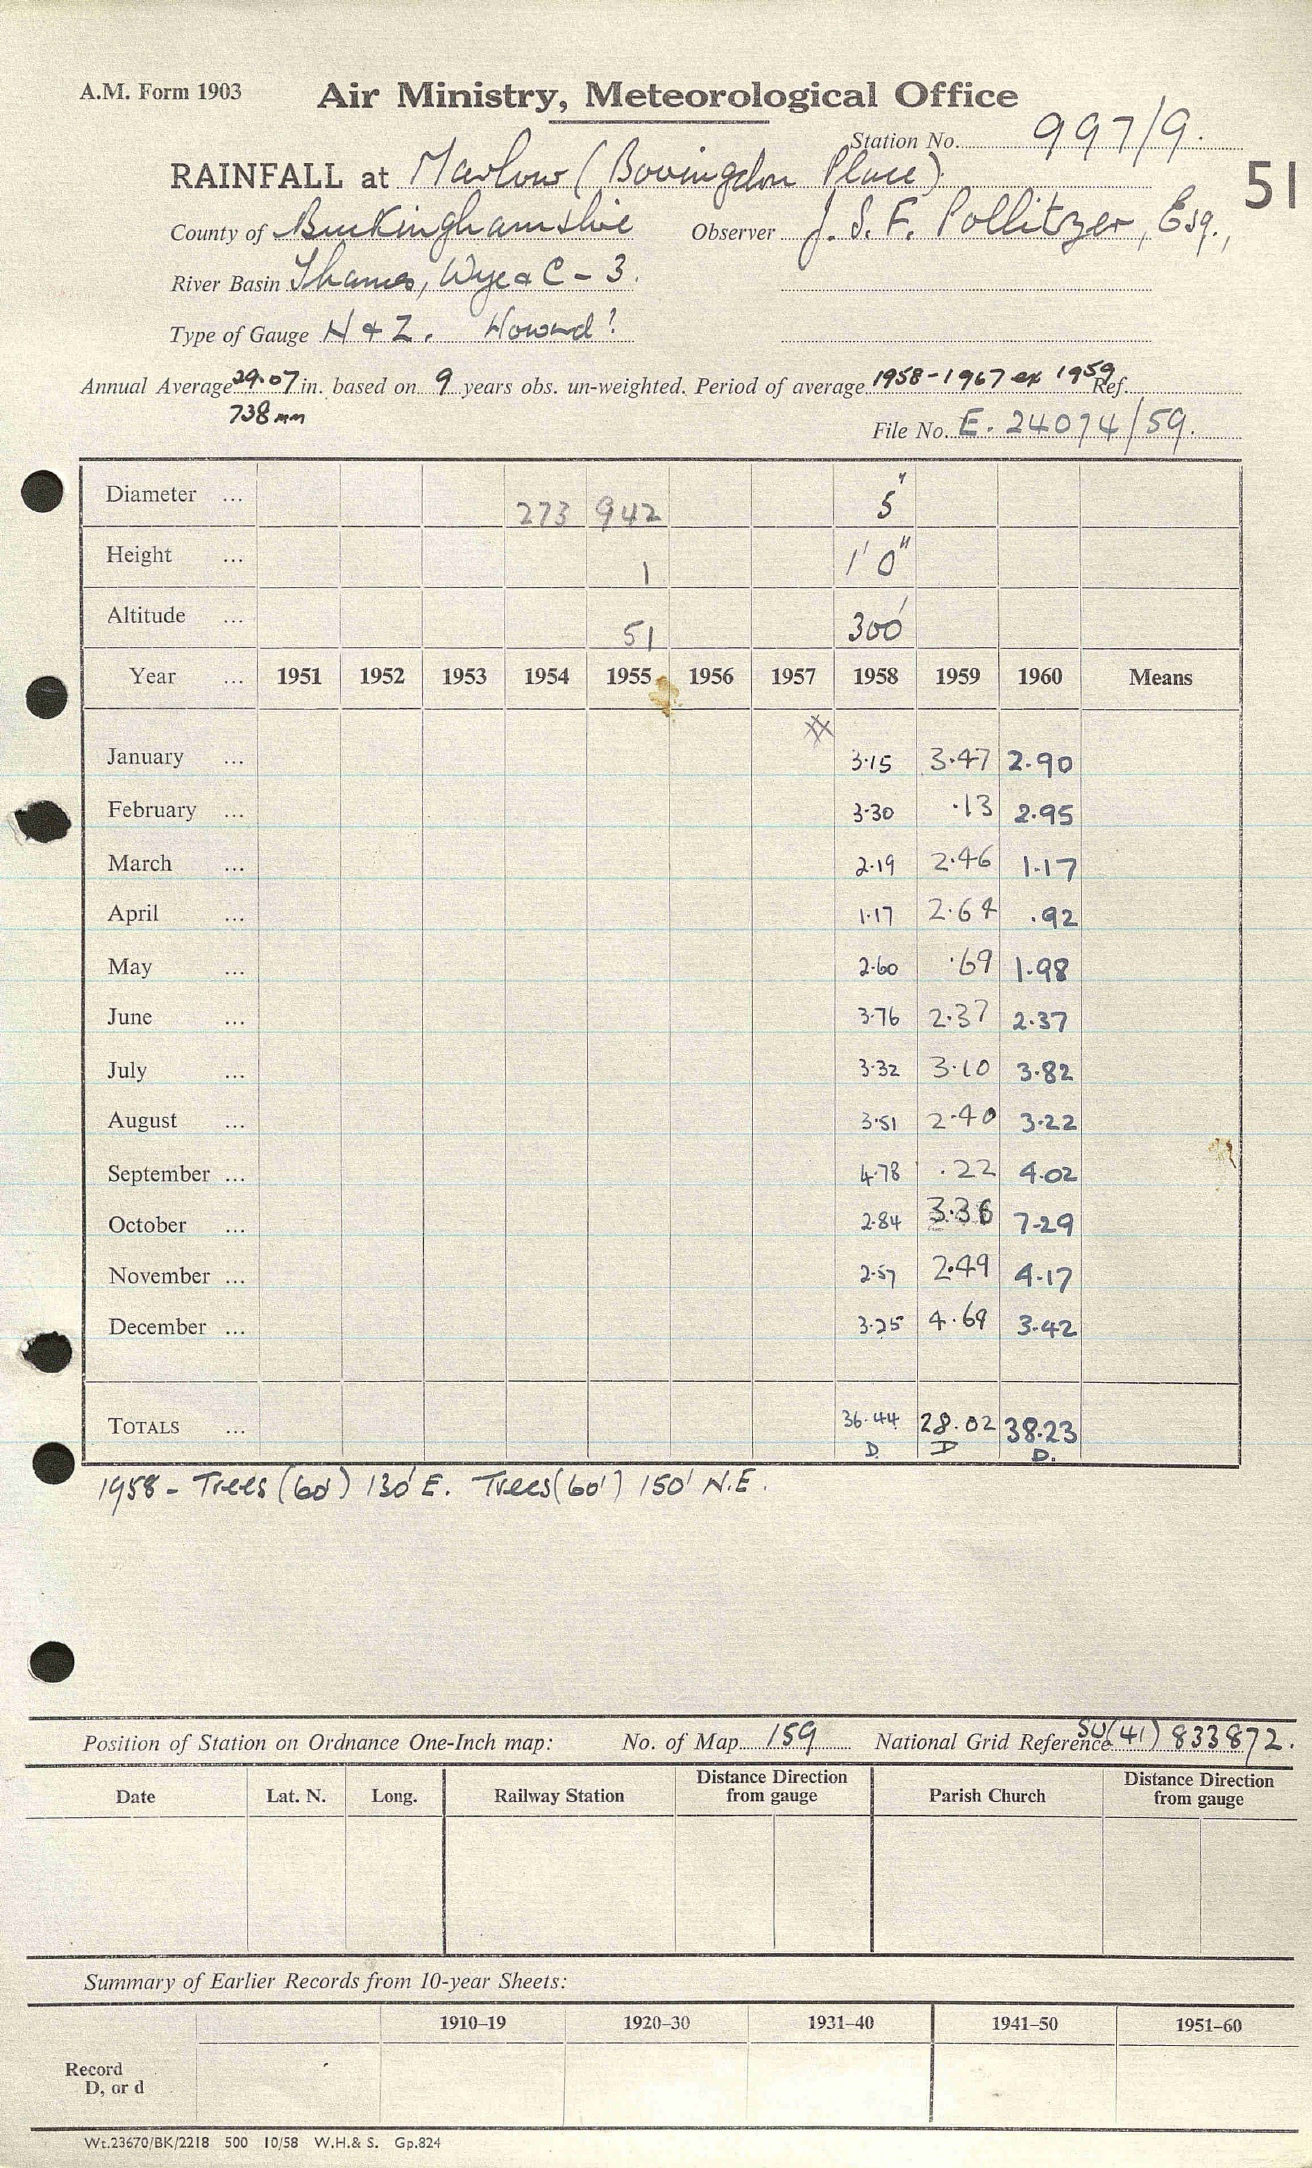 A.M. Form 1903 Air Ministry, Meteorological Office
Station No. 997/9.
RAINFALL at Marlow (Bovingdon Place) 51
County of Buckinghamshire Observer J. S. F. Pollitzer, Esq.,
River Basin Thames, Wye & C - 3.
Type of Gauge N & Z. Howard?
Annual Average 29.07 in. based on 9 years obs. un-weighted. Period of average 1958-1967 ex 1959 Ref.
738 mm
File No. E. 24074/59.
Diameter ... 273 942 5"
Height ... 1 1' 0"
Altitude ... 51 300'
Year ... 1951 1952 1953 1954 1955 1956 1957 1958 1959 1960 Means
January ... 3.15 3.47 2.90
February ... 3.30 .13 2.95
March ... 2.19 2.46 1.17
April ... 1.17 2.64 .92
May ... 2.60 .69 1.98
June ... 3.76 2.37 2.37
July ... 3.32 3.10 3.82
August ... 3.51 2.40 3.22
September ... 4.78 .22 4.02
October ... 2.84 3.36 7.29
November ... 2.57 2.49 4.17
December ... 3.25 4.69 3.42
TOTALS ... 36.44 28.02 38.23
D. D D.
1958 - Trees (60') 130' E. Trees (60') 150' N.E.
Position of Station on Ordnance One-Inch map: No. of Map 159 National Grid Reference SU(41) 833872.
Date Lat. N. Long. Railway Station Distance Direction from gauge Parish Church Distance Direction from gauge
Summary of Earlier Records from 10-year Sheets:
1910–19 1920–30 1931–40 1941–50 1951–60
Record
D, or d
Wt.23670/BK/2218 500 10/58 W.H.& S. Gp.824